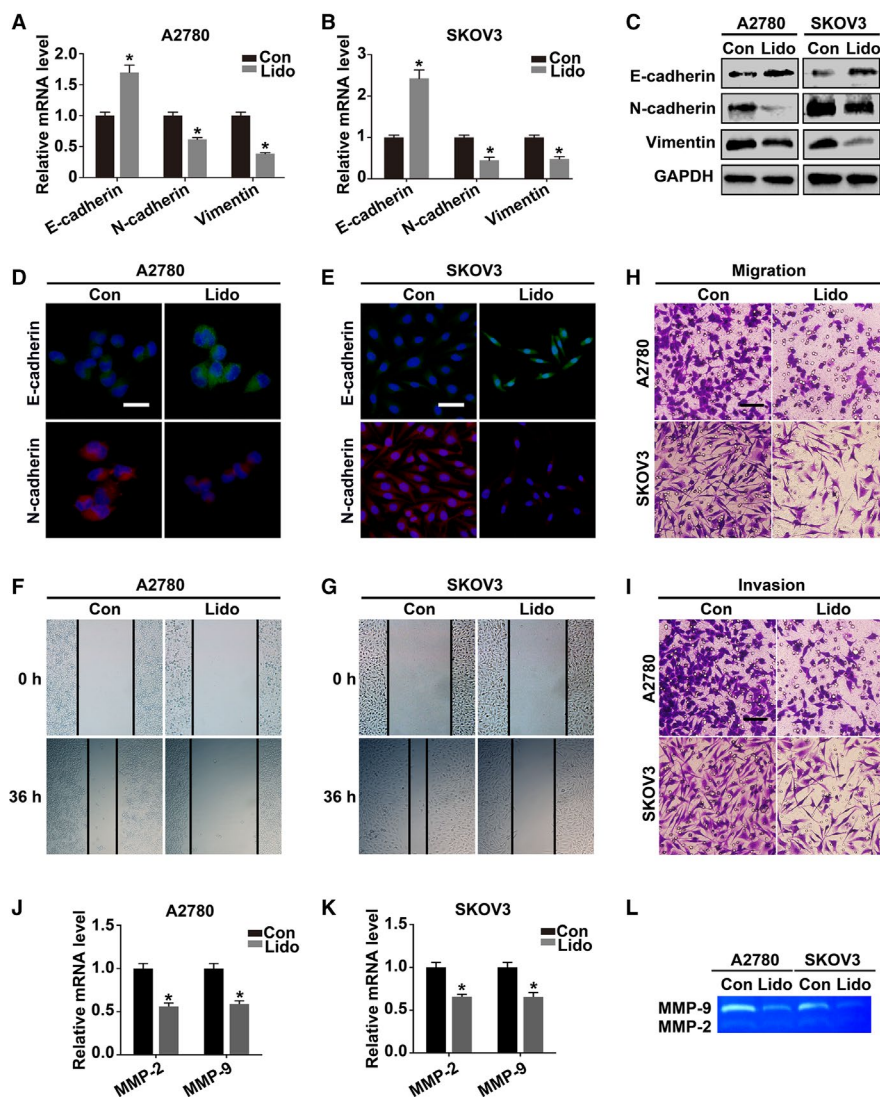 A
A2780
Relative mRNA level
2.0
1.5
1.0
0.5
0.0
Con
Lido
*
*
*
E-cadherin
N-cadherin
Vimentin
B
SKOV3
Relative mRNA level
3
2
1
0
Con
Lido
*
*
*
E-cadherin
N-cadherin
Vimentin
C
A2780 SKOV3
Con Lido Con Lido
E-cadherin
N-cadherin
Vimentin
GAPDH
D
A2780
Con Lido
E-cadherin
N-cadherin
E
SKOV3
Con Lido
E-cadherin
N-cadherin
H
Migration
Con Lido
A2780
SKOV3
F
A2780
Con Lido
0 h
36 h
G
SKOV3
Con Lido
0 h
36 h
I
Invasion
Con Lido
A2780
SKOV3
J
A2780
Relative mRNA level
1.5
1.0
0.5
0.0
Con
Lido
*
*
MMP-2
MMP-9
K
SKOV3
Relative mRNA level
1.5
1.0
0.5
0.0
Con
Lido
*
*
MMP-2
MMP-9
L
A2780 SKOV3
Con Lido Con Lido
MMP-9
MMP-2